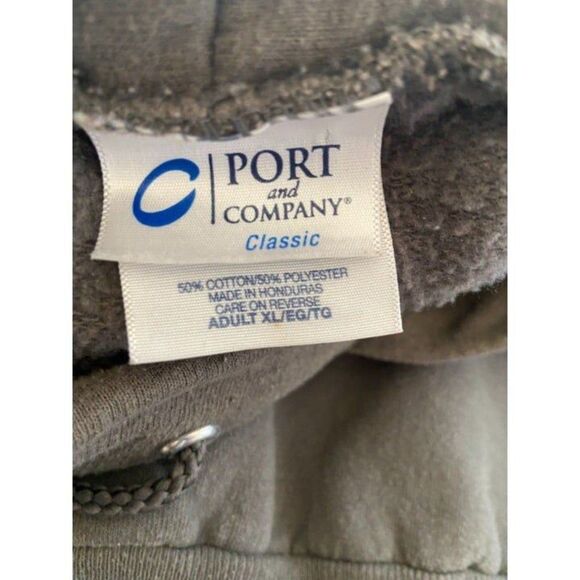 PORT
and
COMPANY®
Classic
50% COTTON/50% POLYESTER
MADE IN HONDURAS
CARE ON REVERSE
ADULT XL/EG/TG